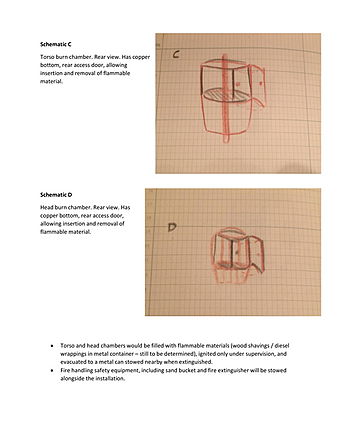 Schematic C
Torso burn chamber. Rear view. Has copper
bottom, rear access door, allowing
insertion and removal of flammable
material.
C
Schematic D
Head burn chamber. Rear view. Has
copper bottom, rear access door,
allowing insertion and removal of
flammable material.
D
• Torso and head chambers would be filled with flammable materials (wood shavings / diesel
wrappings in metal container – still to be determined), ignited only under supervision, and
evacuated to a metal can stowed nearby when extinguished.
• Fire handling safety equipment, including sand bucket and fire extinguisher will be stowed
alongside the installation.